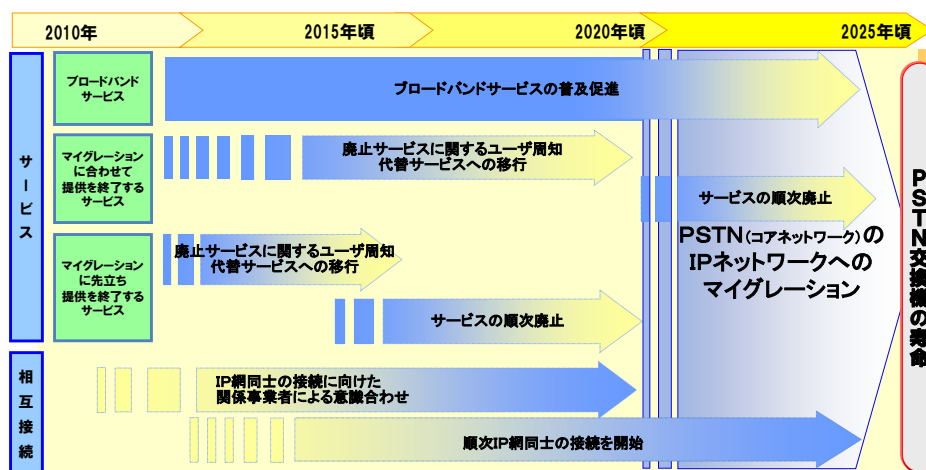 2010年
2015年頃
2020年頃
2025年頃
サービス
ブロードバンド
サービス
ブロードバンドサービスの普及促進
マイグレーション
に合わせて
提供を終了する
サービス
廃止サービスに関するユーザ周知
代替サービスへの移行
サービスの順次廃止
マイグレーション
に先立ち
提供を終了する
サービス
廃止サービスに関するユーザ周知
代替サービスへの移行
サービスの順次廃止
PSTN(コアネットワーク)の
IPネットワークへの
マイグレーション
相互接続
IP網同士の接続に向けた
関係事業者による意識合わせ
順次IP網同士の接続を開始
PSTN交換機の寿命